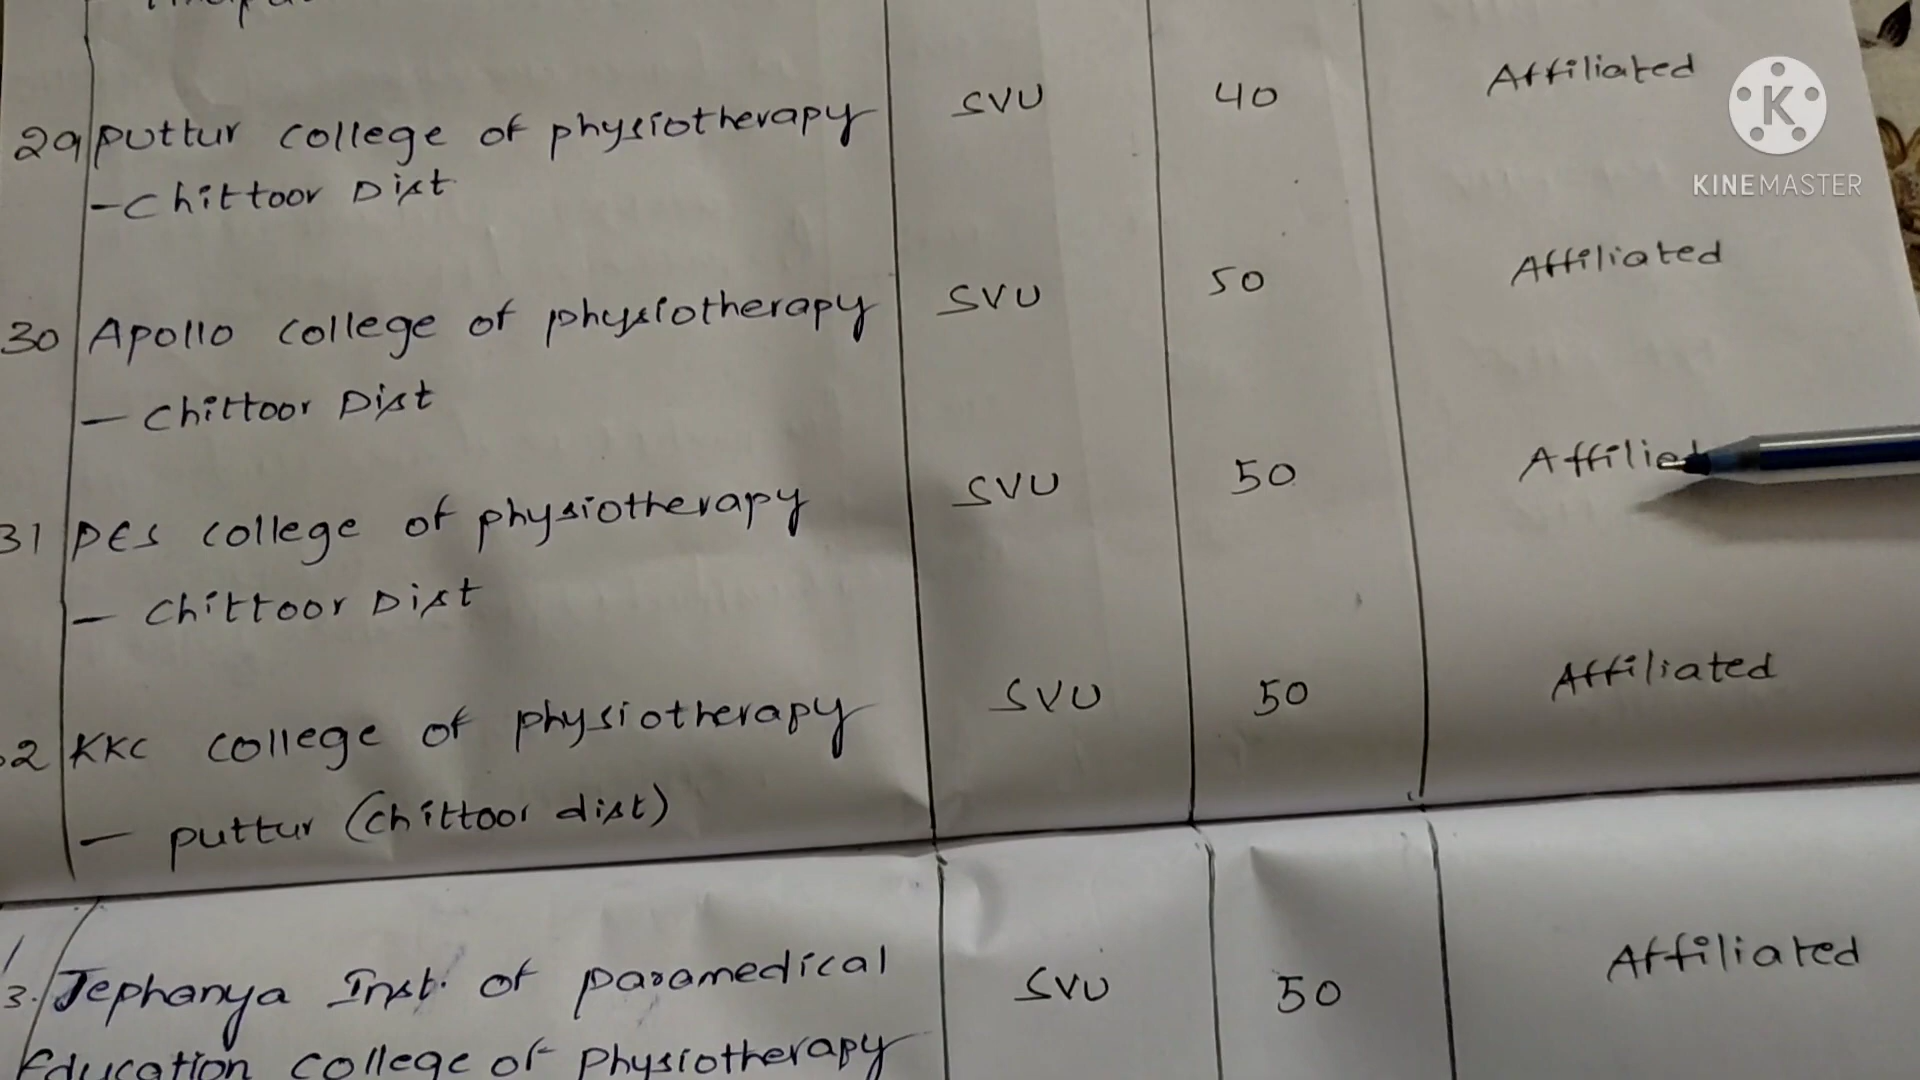 29 puttur college of physiotherapy SVU 40 Affiliated
- Chittoor Dist
KINEMASTER
30 Apollo college of physiotherapy SVU 50 Affiliated
- Chittoor Dist
31 PES college of physiotherapy SVU 50
- Chittoor Dist
2 KKC college of physiotherapy SVU 50 Affiliated
- puttur (chittoor dist)
3. Jephanya Inst. of paramedical SVU 50 Affiliated
Education college of Physiotherapy